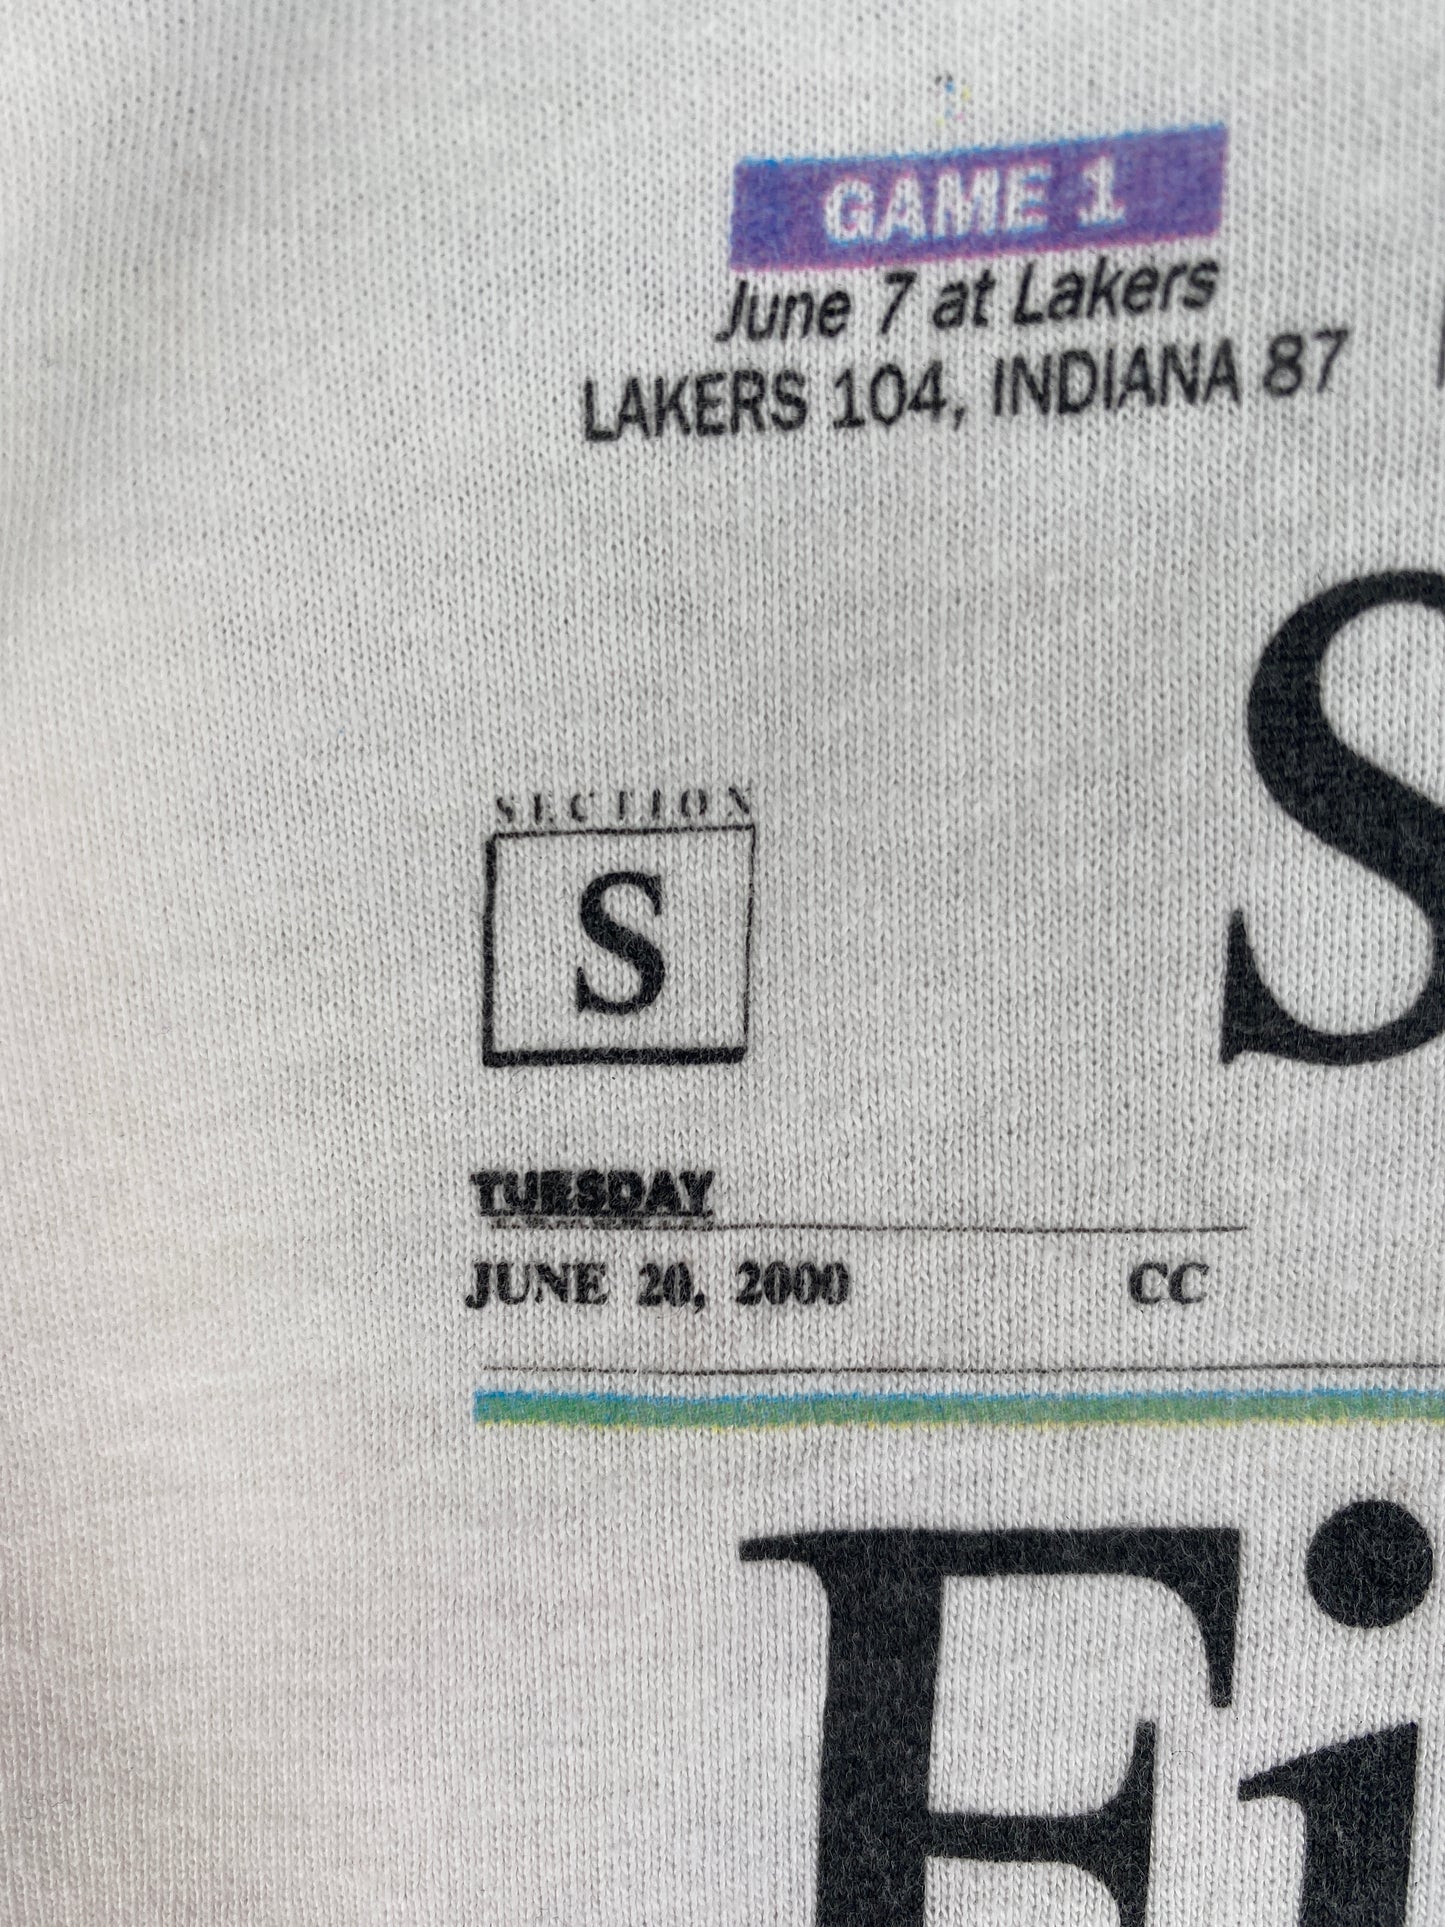 GAME 1
June 7 at Lakers
LAKERS 104, INDIANA 87
S
SECTION
S
TUESDAY
JUNE 20, 2000 CC
Fi